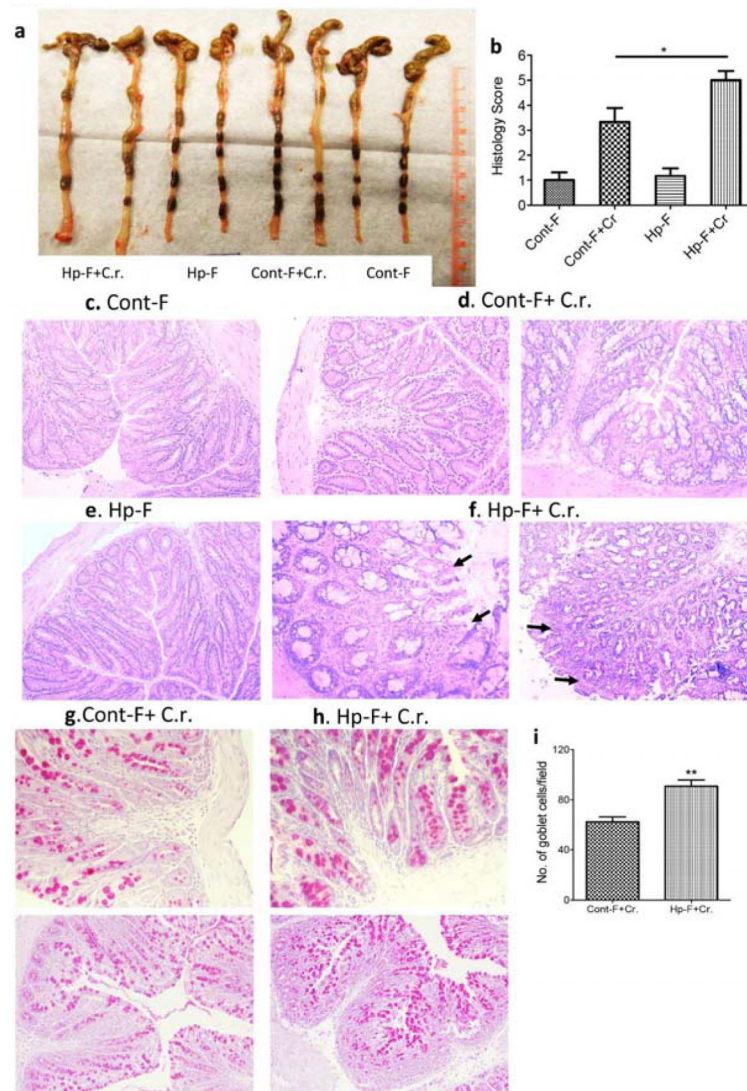 a
Hp-F+C.r. Hp-F Cont-F+C.r. Cont-F
b
Histology Score
6
5
4
3
2
1
0
Cont-F
Cont-F+Cr
Hp-F
Hp-F+Cr
*
c. Cont-F
d. Cont-F+ C.r.
e. Hp-F
f. Hp-F+ C.r.
g.Cont-F+ C.r.
h. Hp-F+ C.r.
i
No. of goblet cells/field
120
80
40
0
**
Cont-F+Cr.
Hp-F+Cr.